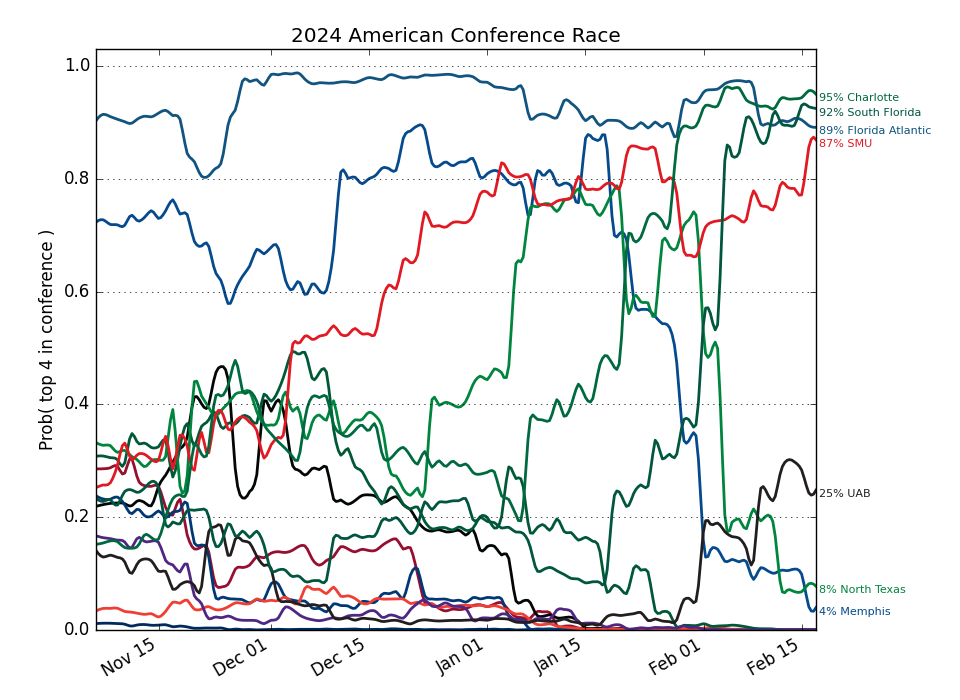 2024 American Conference Race
Prob( top 4 in conference )
1.0
0.8
0.6
0.4
0.2
0.0
Nov 15
Dec 01
Dec 15
Jan 01
Jan 15
Feb 01
Feb 15
95% Charlotte
92% South Florida
89% Florida Atlantic
87% SMU
25% UAB
8% North Texas
4% Memphis